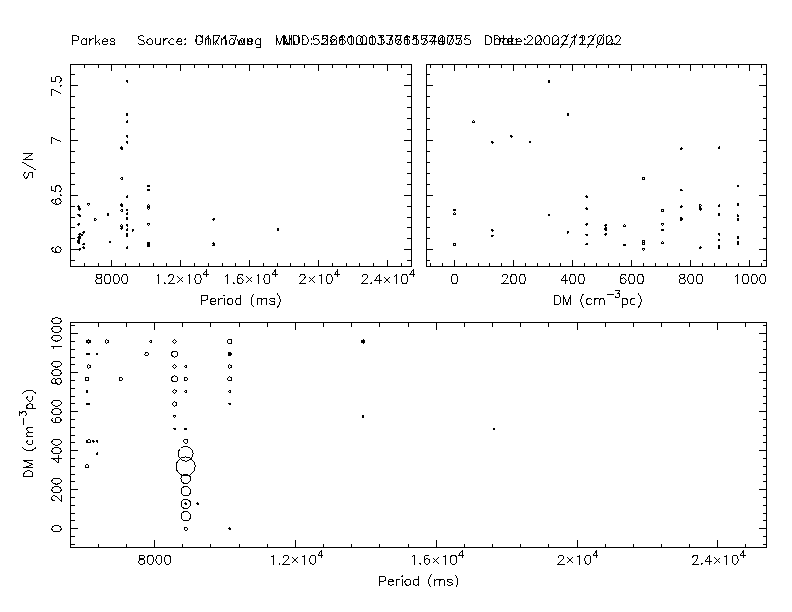 Parkes Source: Date:
7.5
7
6.5
6
S/N
8000 1.2×10⁴ 1.6×10⁴ 2×10⁴ 2.4×10⁴
Period (ms)
0 200 400 600 800 1000
DM (cm⁻³pc)
1000
800
600
400
200
0
DM (cm⁻³pc)
8000 1.2×10⁴ 1.6×10⁴ 2×10⁴ 2.4×10⁴
Period (ms)